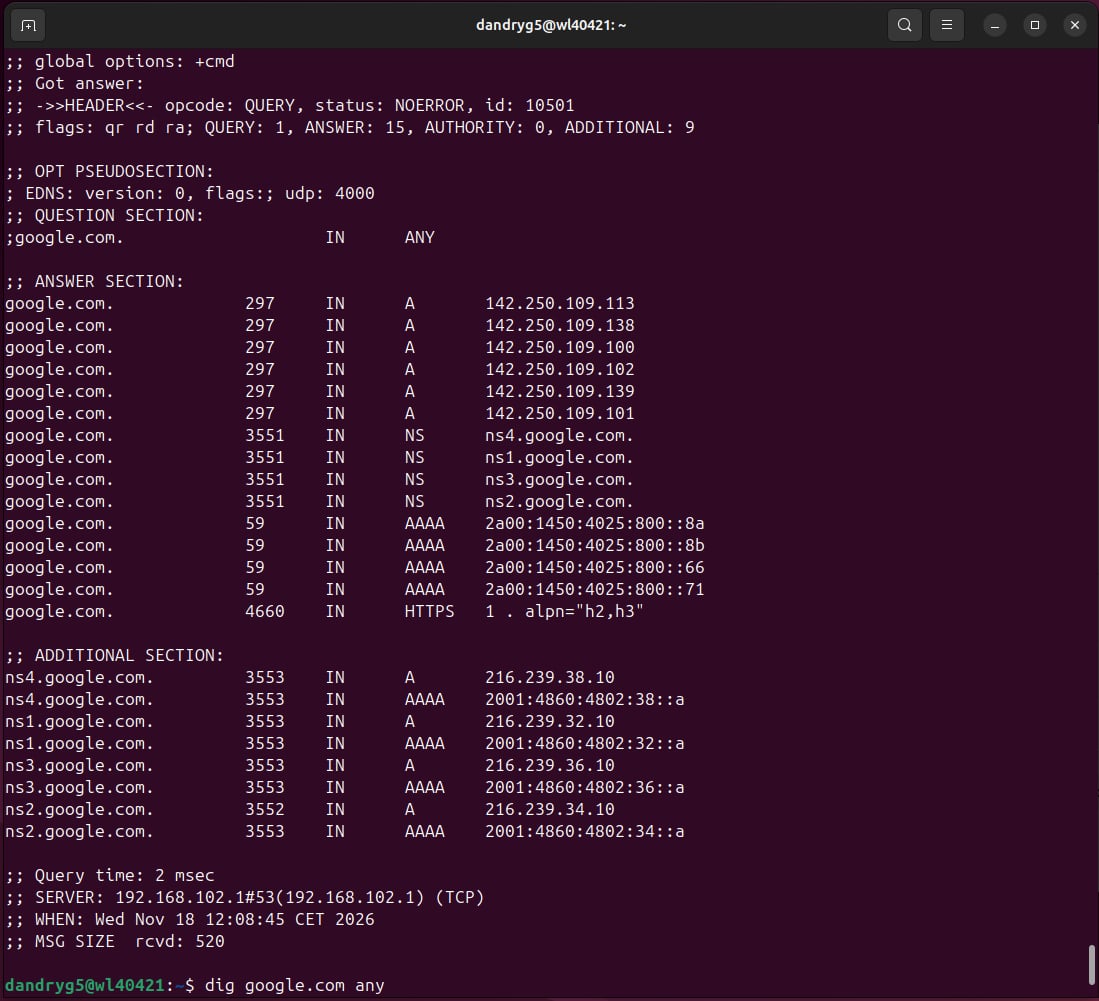 dandryg5@wl40421: ~
;; global options: +cmd
;; Got answer:
;; ->>HEADER<<- opcode: QUERY, status: NOERROR, id: 10501
;; flags: qr rd ra; QUERY: 1, ANSWER: 15, AUTHORITY: 0, ADDITIONAL: 9
;; OPT PSEUDOSECTION:
; EDNS: version: 0, flags:; udp: 4000
;; QUESTION SECTION:
;google.com. IN ANY
;; ANSWER SECTION:
google.com. 297 IN A 142.250.109.113
google.com. 297 IN A 142.250.109.138
google.com. 297 IN A 142.250.109.100
google.com. 297 IN A 142.250.109.102
google.com. 297 IN A 142.250.109.139
google.com. 297 IN A 142.250.109.101
google.com. 3551 IN NS ns4.google.com.
google.com. 3551 IN NS ns1.google.com.
google.com. 3551 IN NS ns3.google.com.
google.com. 3551 IN NS ns2.google.com.
google.com. 59 IN AAAA 2a00:1450:4025:800::8a
google.com. 59 IN AAAA 2a00:1450:4025:800::8b
google.com. 59 IN AAAA 2a00:1450:4025:800::66
google.com. 59 IN AAAA 2a00:1450:4025:800::71
google.com. 4660 IN HTTPS 1 . alpn="h2,h3"
;; ADDITIONAL SECTION:
ns4.google.com. 3553 IN A 216.239.38.10
ns4.google.com. 3553 IN AAAA 2001:4860:4802:38::a
ns1.google.com. 3553 IN A 216.239.32.10
ns1.google.com. 3553 IN AAAA 2001:4860:4802:32::a
ns3.google.com. 3553 IN A 216.239.36.10
ns3.google.com. 3553 IN AAAA 2001:4860:4802:36::a
ns2.google.com. 3552 IN A 216.239.34.10
ns2.google.com. 3553 IN AAAA 2001:4860:4802:34::a
;; Query time: 2 msec
;; SERVER: 192.168.102.1#53(192.168.102.1) (TCP)
;; WHEN: Wed Nov 18 12:08:45 CET 2026
;; MSG SIZE  rcvd: 520
dandryg5@wl40421:~$ dig google.com any